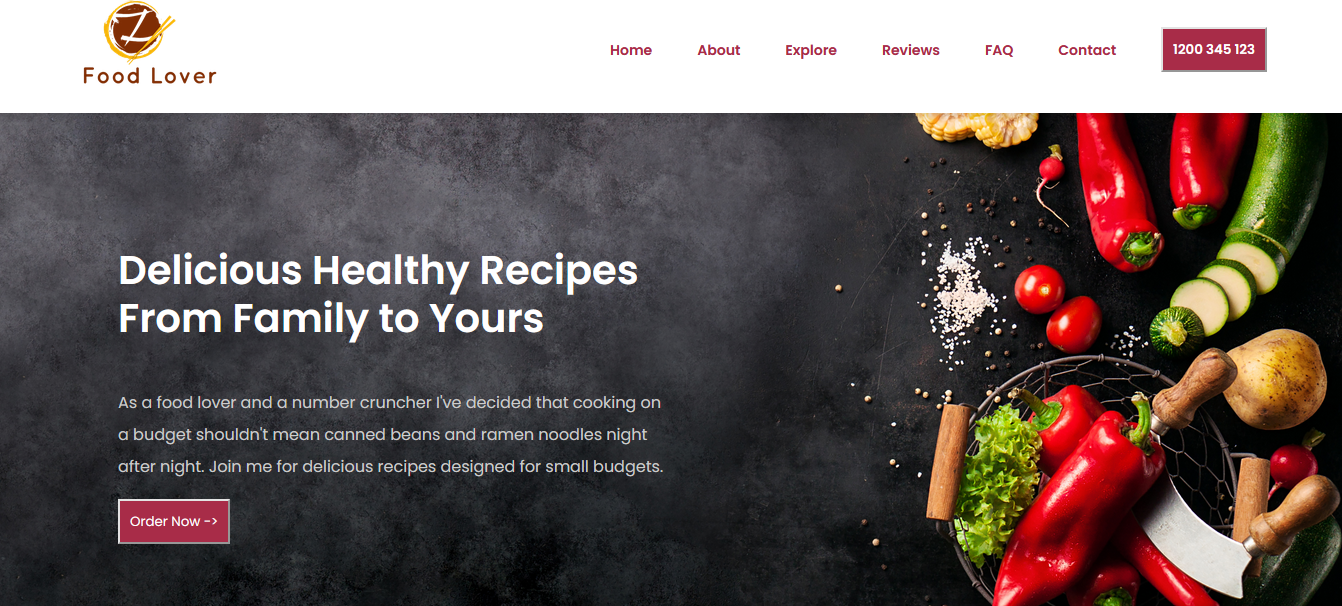 Food Lover
Home About Explore Reviews FAQ Contact 1200 345 123
Delicious Healthy Recipes
From Family to Yours
As a food lover and a number cruncher I've decided that cooking on
a budget shouldn't mean canned beans and ramen noodles night
after night. Join me for delicious recipes designed for small budgets.
Order Now ->